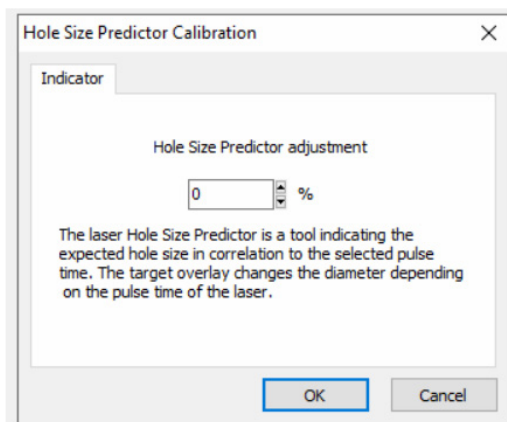 Hole Size Predictor Calibration
Indicator
Hole Size Predictor adjustment
0 %
The laser Hole Size Predictor is a tool indicating the
expected hole size in correlation to the selected pulse
time. The target overlay changes the diameter depending
on the pulse time of the laser.
OK Cancel